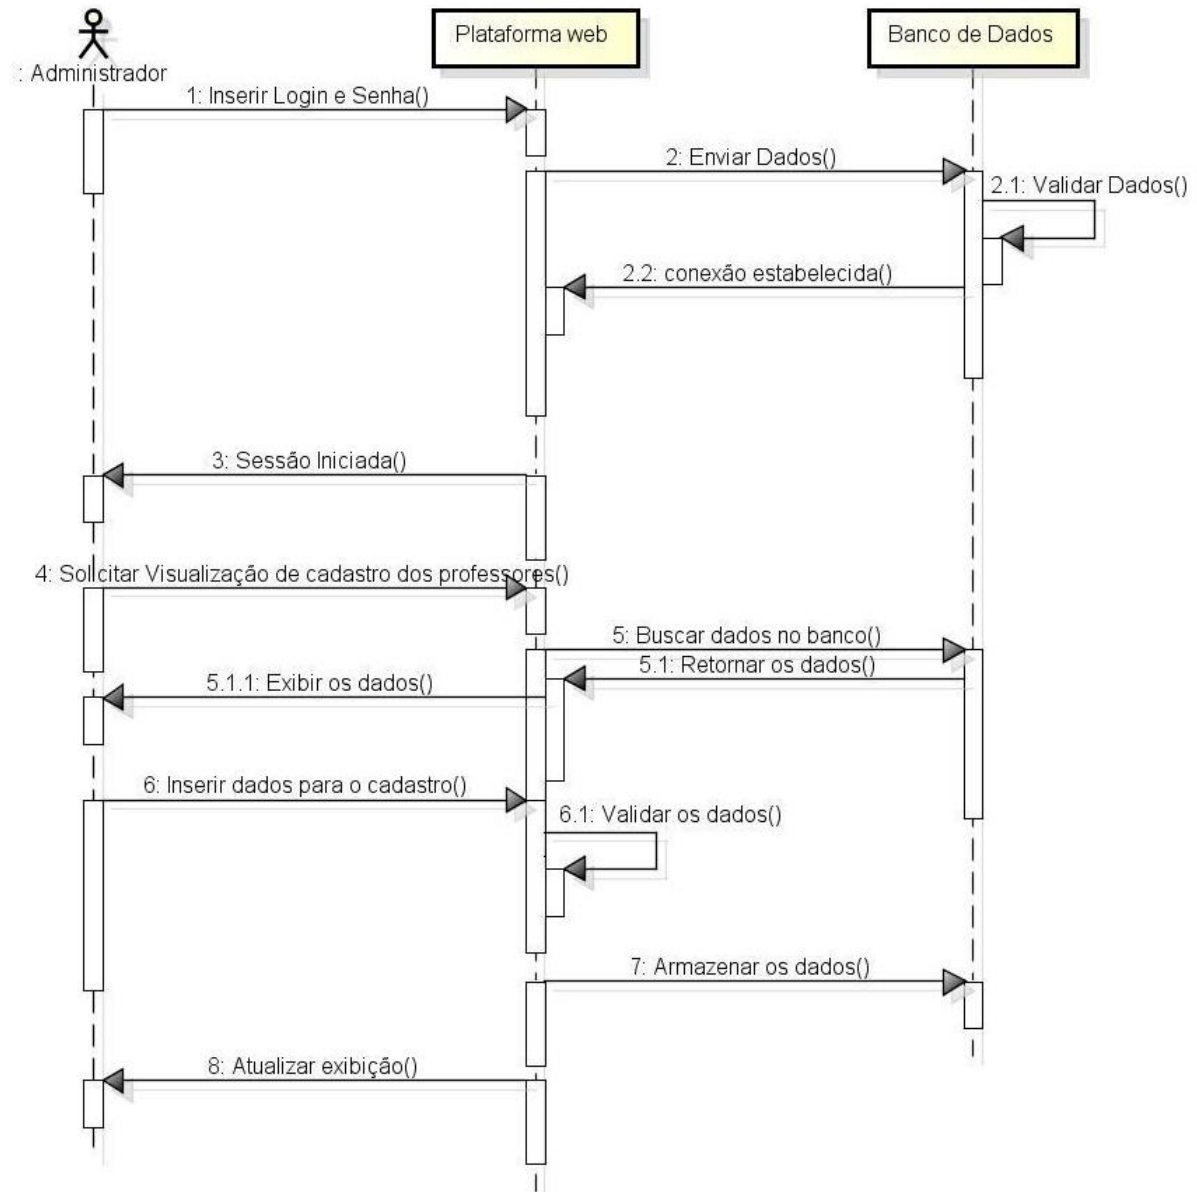 Plataforma web
Banco de Dados
: Administrador
1: Inserir Login e Senha()
2: Enviar Dados()
2.1: Validar Dados()
2.2: conexão estabelecida()
3: Sessão Iniciada()
4: Solicitar Visualização de cadastro dos professores()
5: Buscar dados no banco()
5.1: Retornar os dados()
5.1.1: Exibir os dados()
6: Inserir dados para o cadastro()
6.1: Validar os dados()
7: Armazenar os dados()
8: Atualizar exibição()